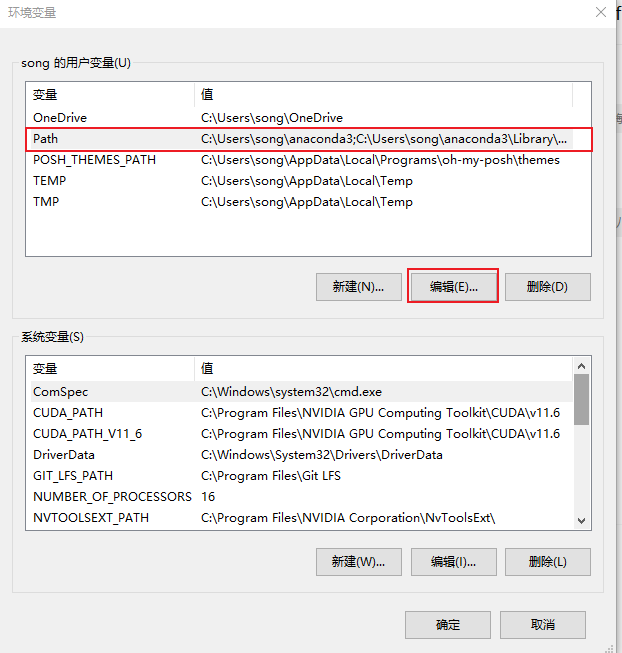 环境变量
song 的用户变量(U)
变量 值
OneDrive C:\Users\song\OneDrive
Path C:\Users\song\anaconda3;C:\Users\song\anaconda3\Library\...
POSH_THEMES_PATH C:\Users\song\AppData\Local\Programs\oh-my-posh\themes
TEMP C:\Users\song\AppData\Local\Temp
TMP C:\Users\song\AppData\Local\Temp
新建(N)... 编辑(E)... 删除(D)
系统变量(S)
变量 值
ComSpec C:\Windows\system32\cmd.exe
CUDA_PATH C:\Program Files\NVIDIA GPU Computing Toolkit\CUDA\v11.6
CUDA_PATH_V11_6 C:\Program Files\NVIDIA GPU Computing Toolkit\CUDA\v11.6
DriverData C:\Windows\System32\Drivers\DriverData
GIT_LFS_PATH C:\Program Files\Git LFS
NUMBER_OF_PROCESSORS 16
NVTOOLSEXT_PATH C:\Program Files\NVIDIA Corporation\NvToolsExt\
新建(W)... 编辑(I)... 删除(L)
确定 取消